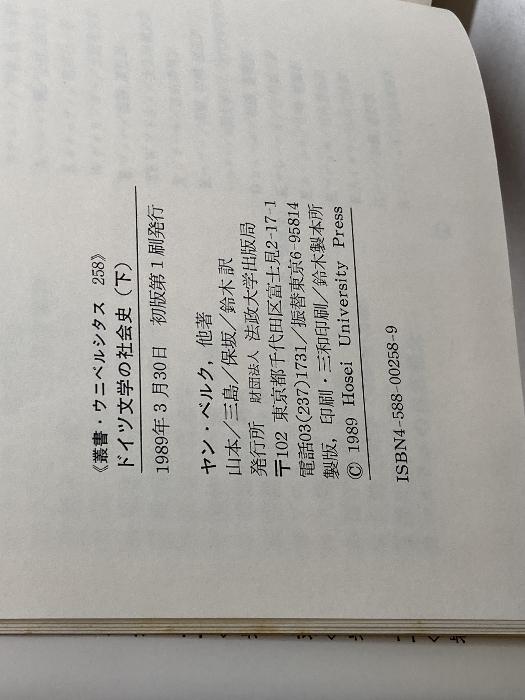 《叢書・ウニベルシタス 258》
ドイツ文学の社会史(下)
1989年3月30日 初版第1刷発行
ヤン・ベルク, 他著
山本/三島/保坂/鈴木 訳
発行所 財団法人 法政大学出版局
〒102 東京都千代田区富士見2-17-1
電話03(237)1731/振替東京6-95814
製版, 印刷・三和印刷/鈴木製本所
© 1989 Hosei University Press
ISBN4-588-00258-9